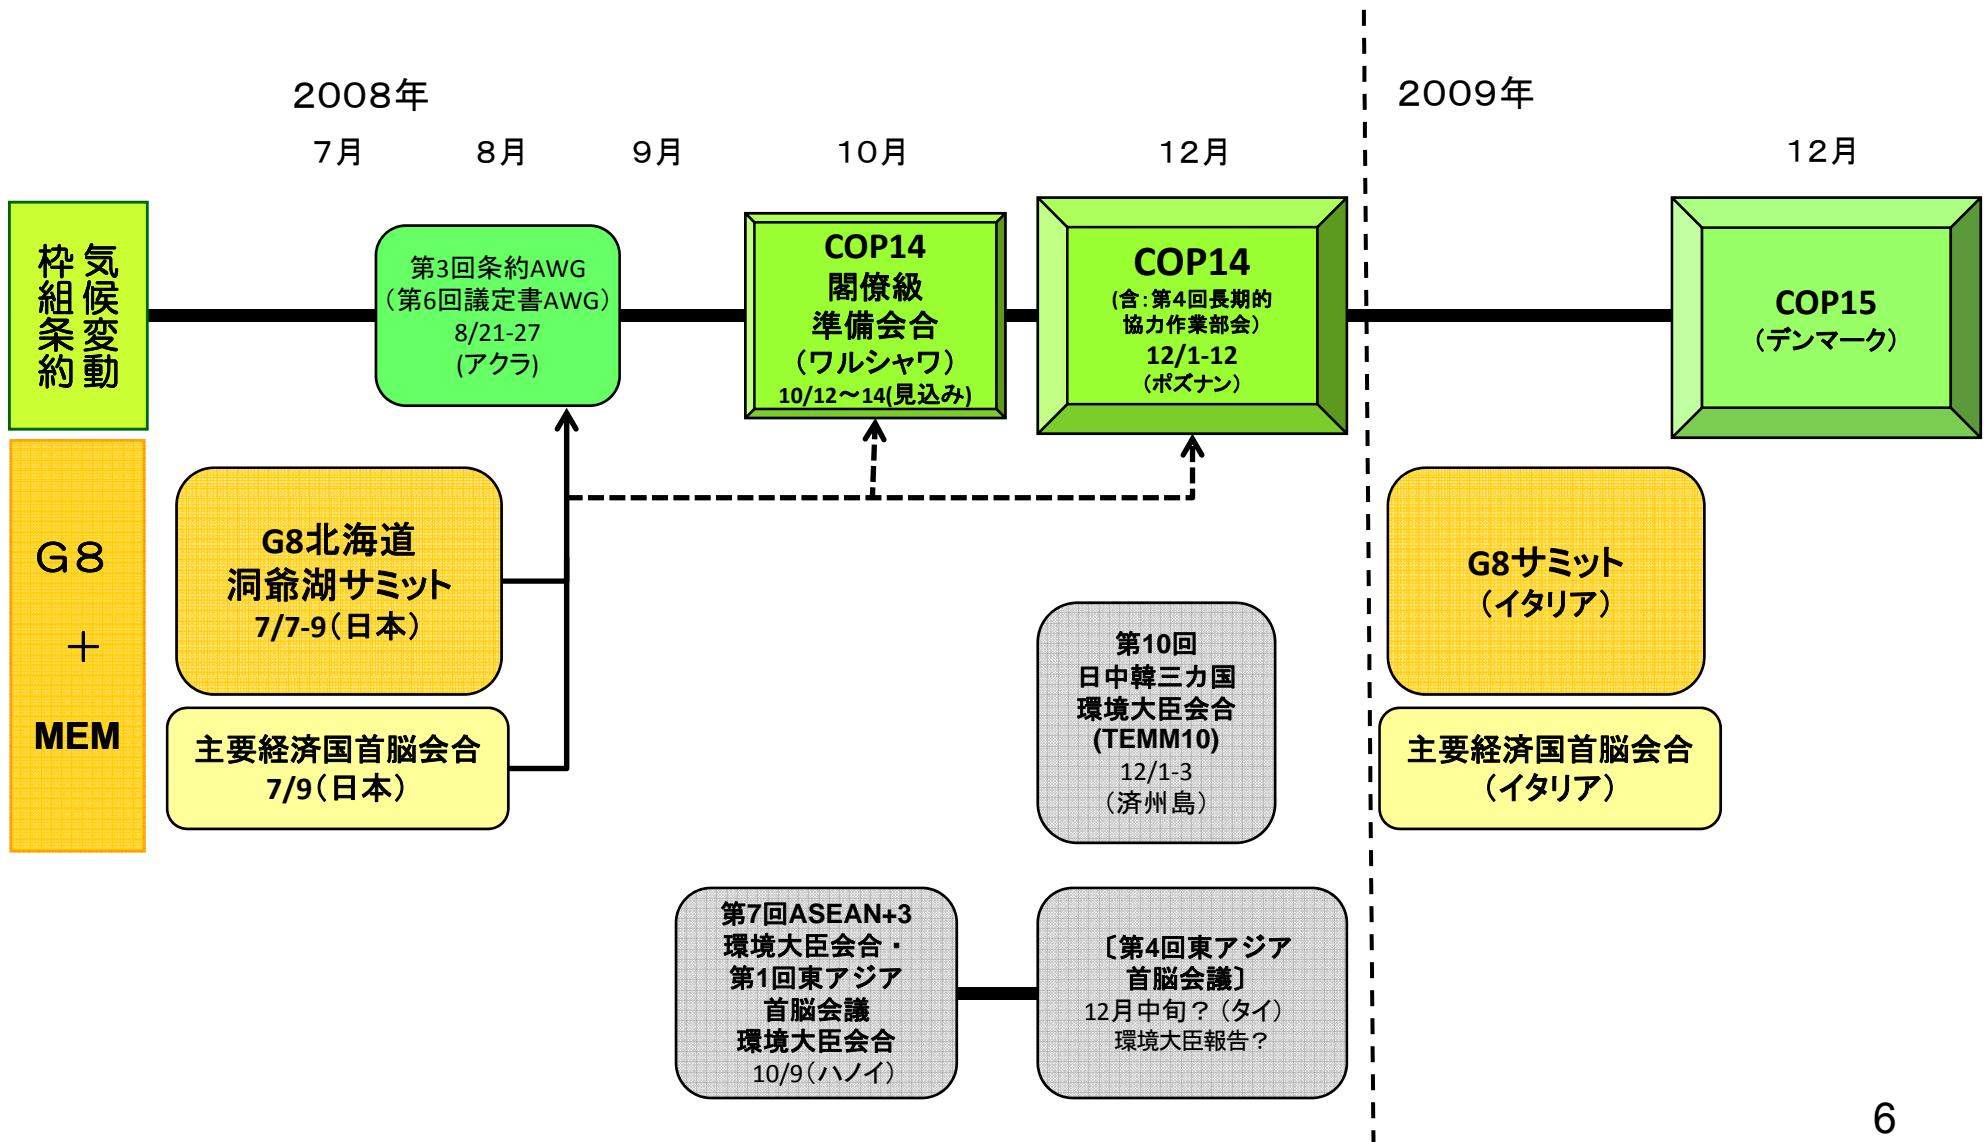 2008年
2009年
7月
8月
9月
10月
12月
12月
気候変動
枠組条約
第3回条約AWG
（第6回議定書AWG）
8/21-27
(アクラ)
COP14
閣僚級
準備会合
（ワルシャワ）
10/12～14(見込み)
COP14
(含：第4回長期的
協力作業部会）
12/1-12
（ポズナン）
COP15
（デンマーク）
G8
＋
MEM
G8北海道
洞爺湖サミット
7/7-9（日本）
主要経済国首脳会合
7/9（日本）
第10回
日中韓三カ国
環境大臣会合
(TEMM10)
12/1-3
（済州島）
G8サミット
（イタリア）
主要経済国首脳会合
（イタリア）
第7回ASEAN+3
環境大臣会合・
第1回東アジア
首脳会議
環境大臣会合
10/9（ハノイ）
〔第4回東アジア
首脳会議〕
12月中旬？（タイ）
環境大臣報告？
6